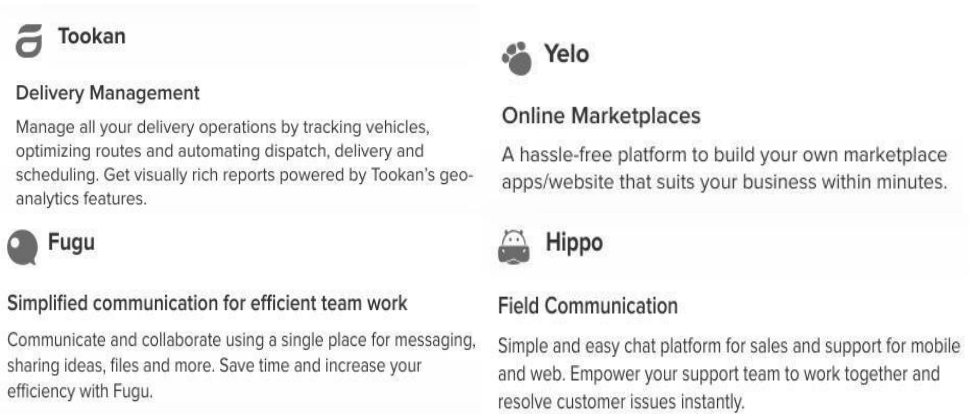 Tookan
Delivery Management
Manage all your delivery operations by tracking vehicles,
optimizing routes and automating dispatch, delivery and
scheduling. Get visually rich reports powered by Tookan's geo-
analytics features.
Yelo
Online Marketplaces
A hassle-free platform to build your own marketplace
apps/website that suits your business within minutes.
Fugu
Simplified communication for efficient team work
Communicate and collaborate using a single place for messaging,
sharing ideas, files and more. Save time and increase your
efficiency with Fugu.
Hippo
Field Communication
Simple and easy chat platform for sales and support for mobile
and web. Empower your support team to work together and
resolve customer issues instantly.